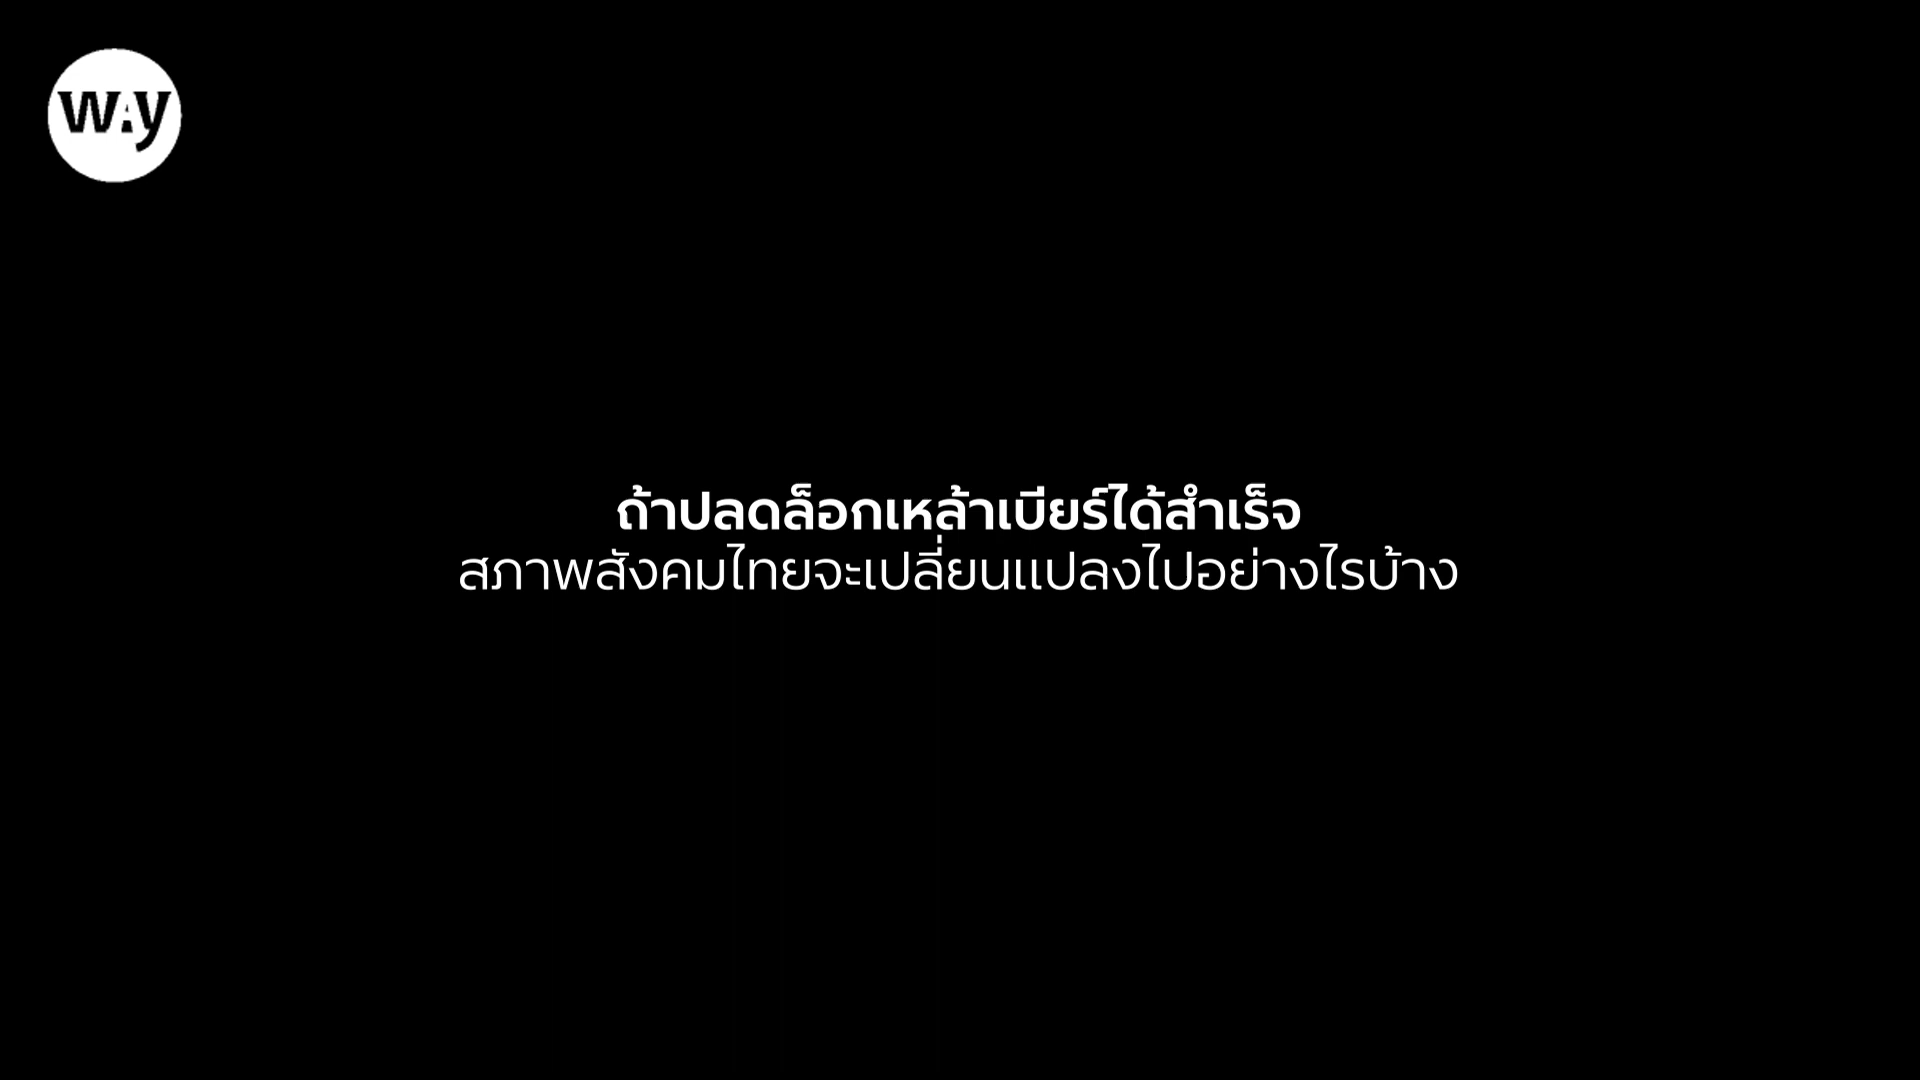 WAY
ถ้าปลดล็อกเหล้าเบียร์ได้สำเร็จ
สภาพสังคมไทยจะเปลี่ยนแปลงไปอย่างไรบ้าง